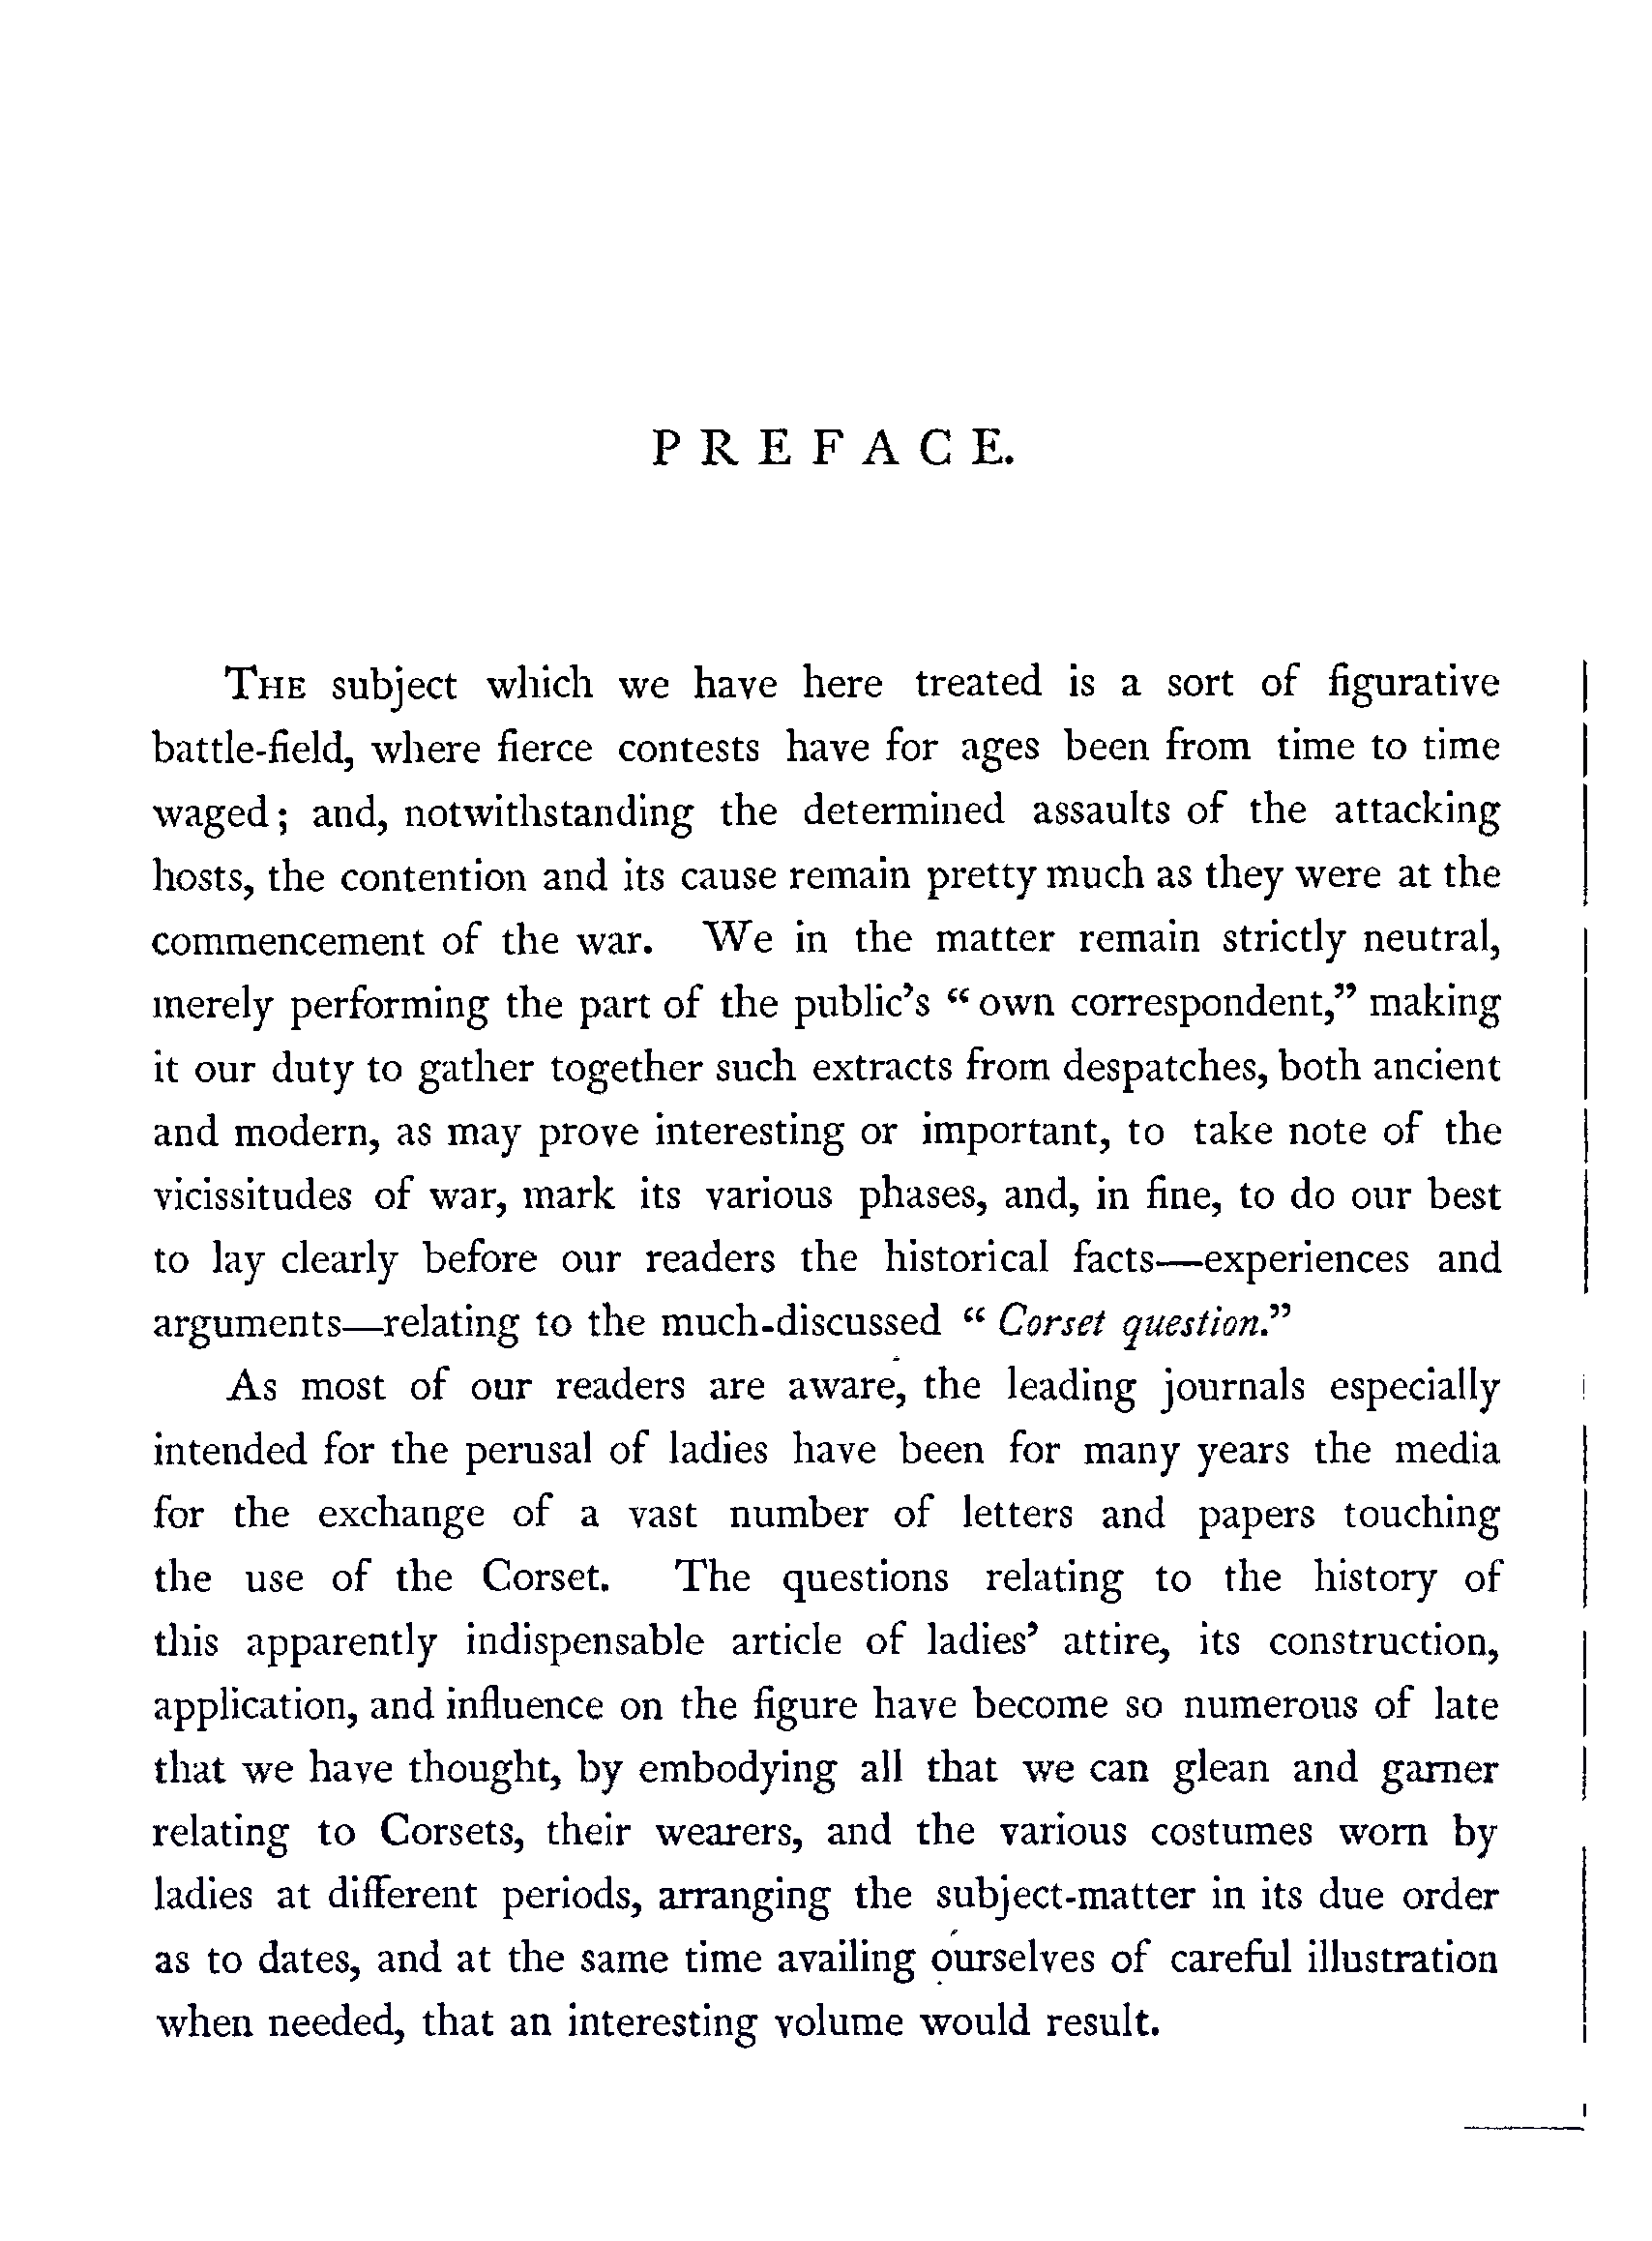 PREFACE.
THE subject which we have here treated is a sort of figurative
battle-field, where fierce contests have for ages been from time to time
waged; and, notwithstanding the determined assaults of the attacking
hosts, the contention and its cause remain pretty much as they were at the
commencement of the war. We in the matter remain strictly neutral,
merely performing the part of the public's “own correspondent,” making
it our duty to gather together such extracts from despatches, both ancient
and modern, as may prove interesting or important, to take note of the
vicissitudes of war, mark its various phases, and, in fine, to do our best
to lay clearly before our readers the historical facts—experiences and
arguments—relating to the much-discussed “Corset question.”
As most of our readers are aware, the leading journals especially
intended for the perusal of ladies have been for many years the media
for the exchange of a vast number of letters and papers touching
the use of the Corset. The questions relating to the history of
this apparently indispensable article of ladies' attire, its construction,
application, and influence on the figure have become so numerous of late
that we have thought, by embodying all that we can glean and garner
relating to Corsets, their wearers, and the various costumes worn by
ladies at different periods, arranging the subject-matter in its due order
as to dates, and at the same time availing ourselves of careful illustration
when needed, that an interesting volume would result.